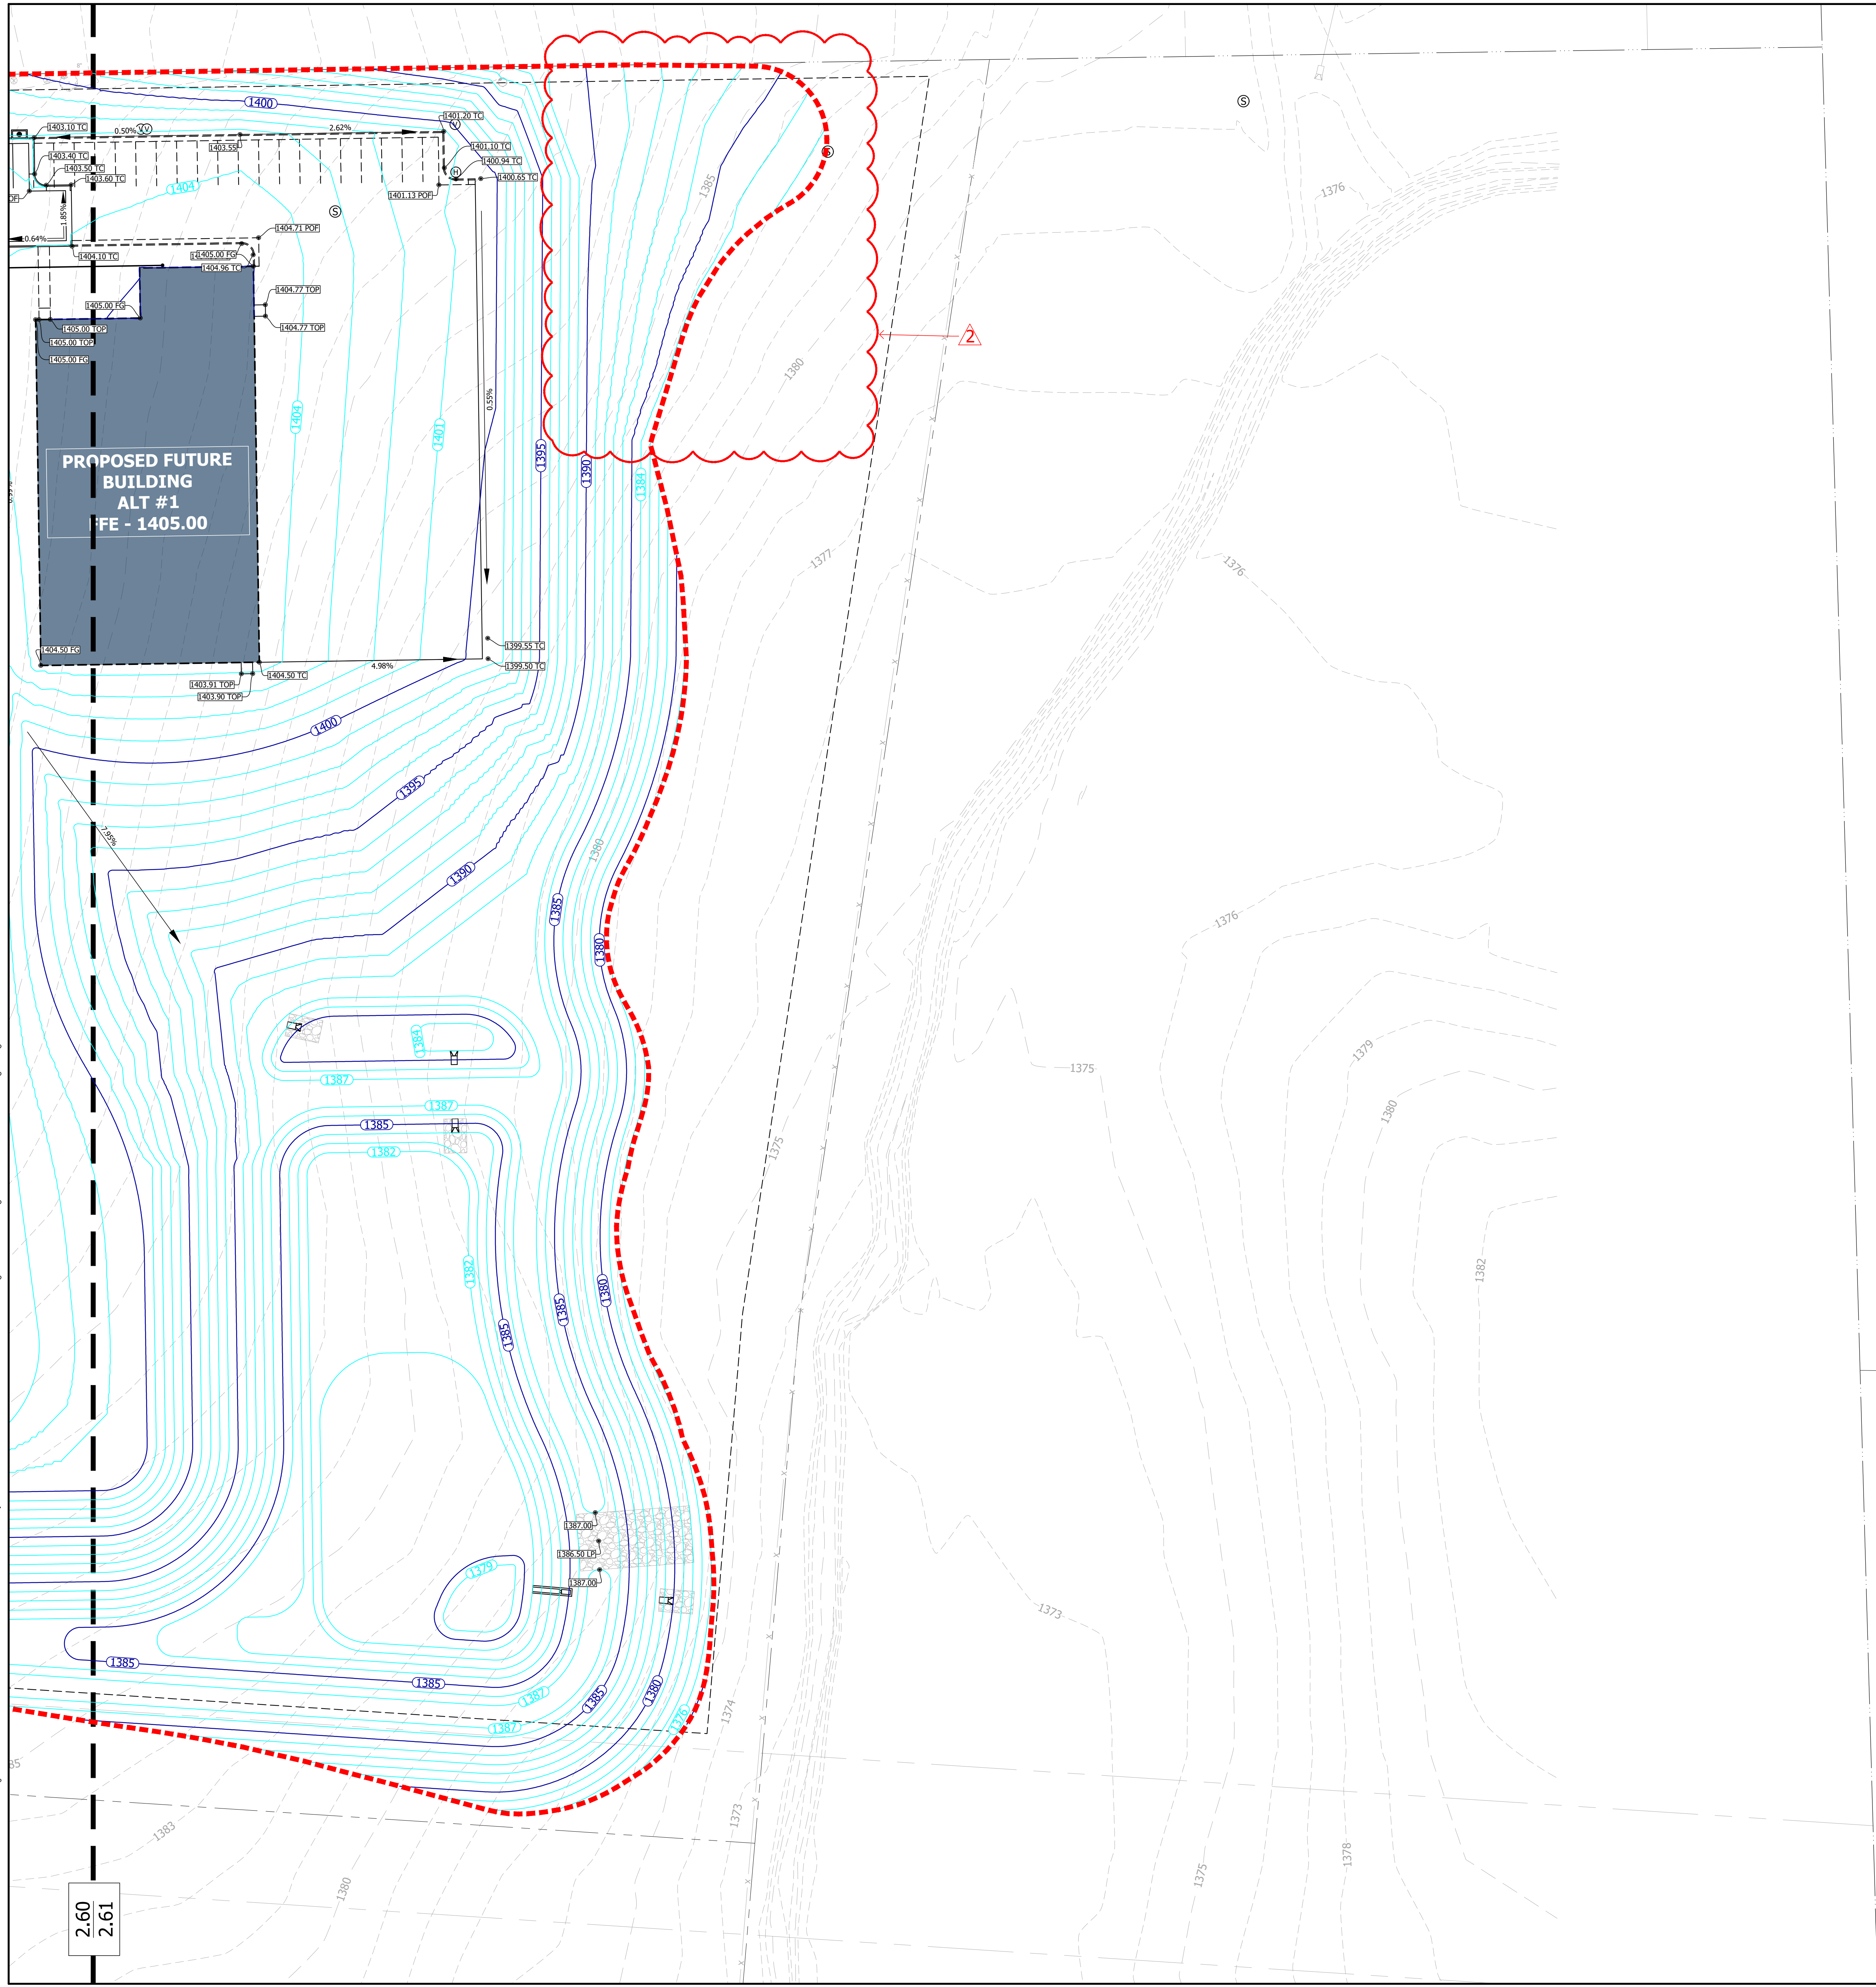 1400
1403.10 TC
0.50%
V
V
1403.55
2.62%
1401.20 TC
V
1401.10 TC
1400.94 TC
H
1400.65 TC
1401.13 POF
1403.40 TC
1403.50 TC
1403.60 TC
1404
1.85%
0.64%
S
1404.71 POF
1404.10 TC
1405.00 FG
1404.96 TC
1404.77 TOP
1404.77 TOP
1405.00 FG
1405.00 TOP
1405.00 TOP
1405.00 FG
1385
S
S
1376
2
1380
0.55%
1404
1401
1395
1390
1384
PROPOSED FUTURE
BUILDING
ALT #1
FFE - 1405.00
1377
1376
1404.50 FG
4.98%
1399.55 TC
1399.50 TC
1403.91 TOP
1403.90 TOP
1404.50 TC
1400
1395
7.95%
1390
1380
1385
1380
1376
1384
1387
1387
1385
1382
1375
1379
1380
1375
1382
1382
1385
1385
1380
1387.00
1386.50 LP
1387.00
1379
1373
1385
1385
1387
1387
1385
1380
1376
1374
85
1383
1380
1373
1375
1378
2.60
2.61